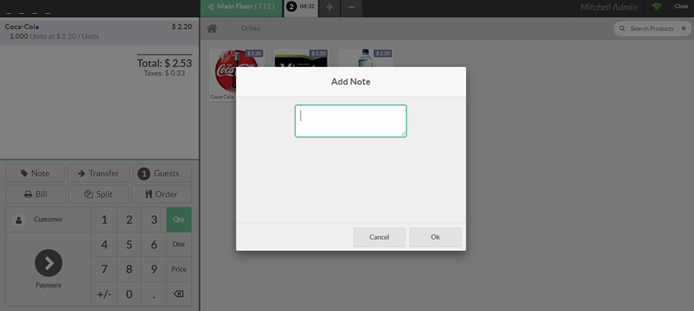 Main Floor ( T11 )
2 04:32
+
−
Mitchell Admin
Close
Coca-Cola $ 2.20
1.000 Units at $ 2.20 / Units
Total: $ 2.53
Taxes: $ 0.33
Drinks
Search Products
$ 2.20
$ 2.20
$ 2.20
Coca-Cola
Add Note
Cancel Ok
Note Transfer 1 Guests
Bill Split Order
Customer 1 2 3 Qty
4 5 6 Disc
Payment 7 8 9 Price
+/- 0 .